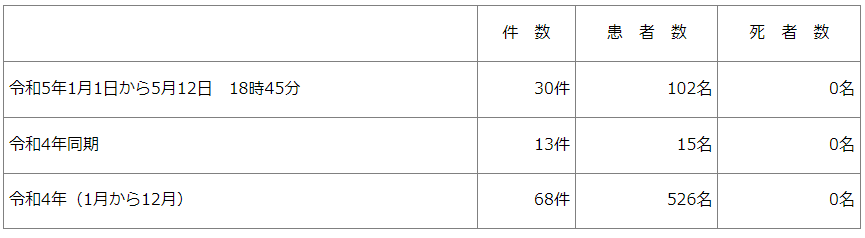 件　数　患　者　数　死　者　数
令和5年1月1日から5月12日　18時45分　30件　102名　0名
令和4年同期　13件　15名　0名
令和4年（1月から12月）　68件　526名　0名